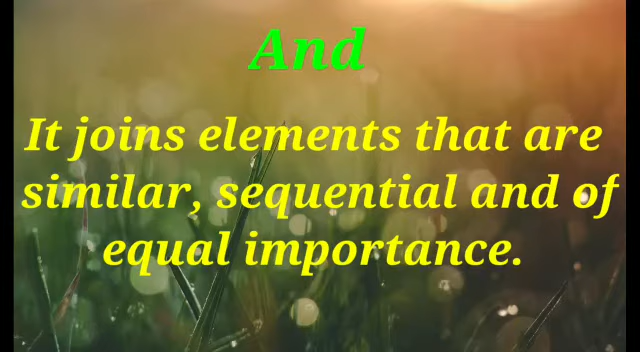 And
It joins elements that are
similar, sequential and of
equal importance.